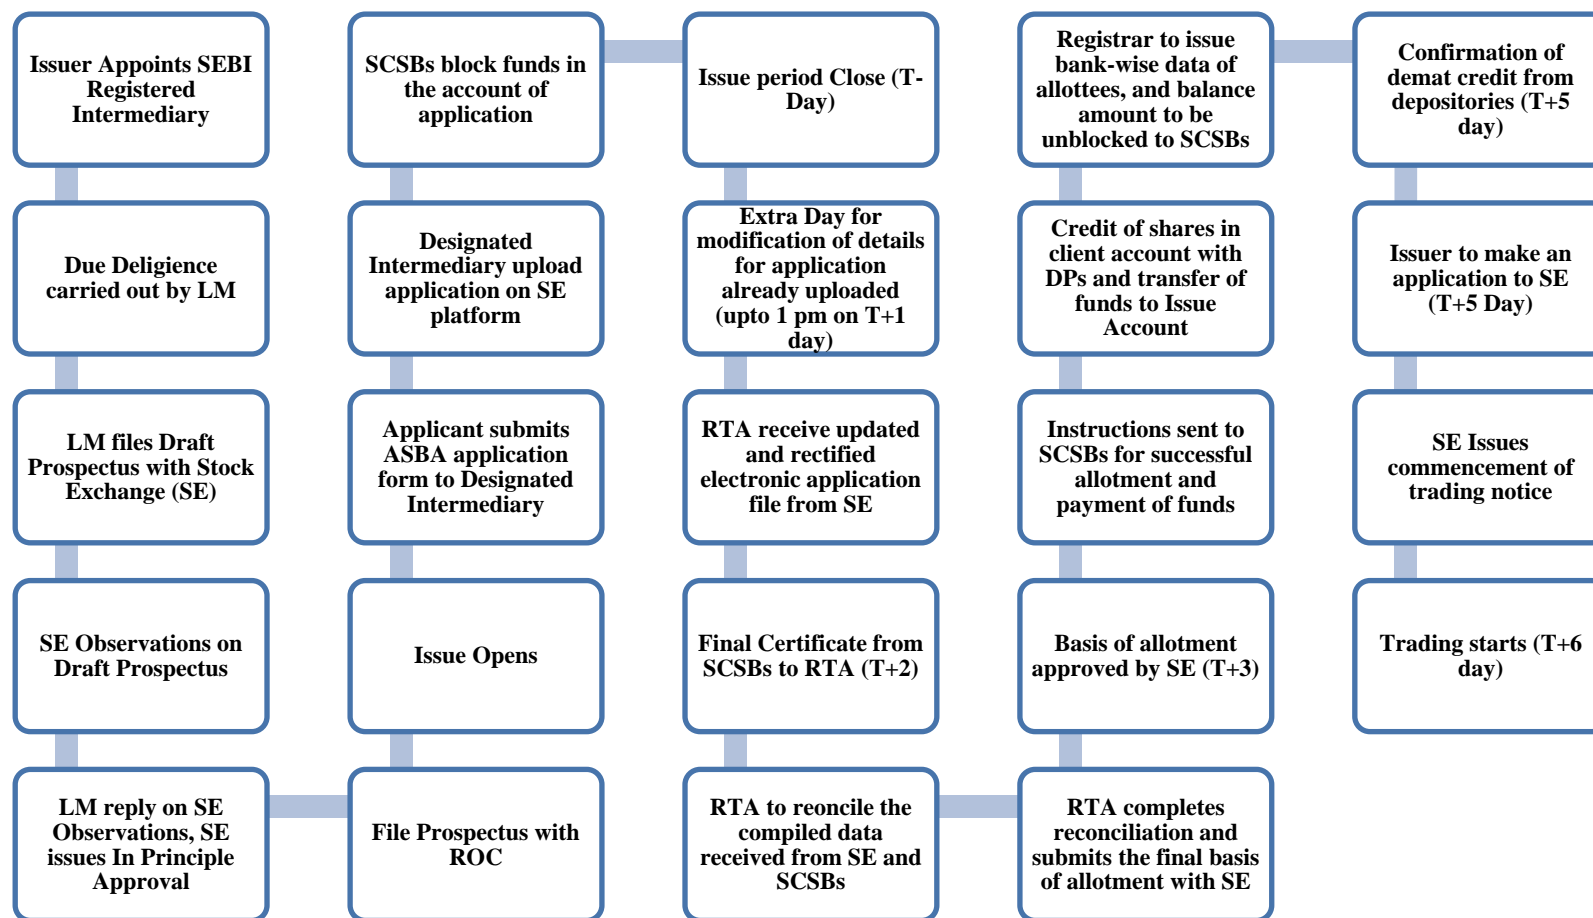 Issuer Appoints SEBI
Registered
Intermediary
Due Deligience
carried out by LM
LM files Draft
Prospectus with Stock
Exchange (SE)
SE Observations on
Draft Prospectus
LM reply on SE
Observations, SE
issues In Principle
Approval
File Prospectus with
ROC
Issue Opens
Applicant submits
ASBA application
form to Designated
Intermediary
Designated
Intermediary upload
application on SE
platform
SCSBs block funds in
the account of
application
Issue period Close (T-
Day)
Extra Day for
modification of details
for application
already uploaded
(upto 1 pm on T+1
day)
RTA receive updated
and rectified
electronic application
file from SE
Final Certificate from
SCSBs to RTA (T+2)
RTA to reconcile the
compiled data
received from SE and
SCSBs
RTA completes
reconciliation and
submits the final basis
of allotment with SE
Basis of allotment
approved by SE (T+3)
Instructions sent to
SCSBs for successful
allotment and
payment of funds
Credit of shares in
client account with
DPs and transfer of
funds to Issue
Account
Registrar to issue
bank-wise data of
allottees, and balance
amount to be
unblocked to SCSBs
Confirmation of
demat credit from
depositories (T+5
day)
Issuer to make an
application to SE
(T+5 Day)
SE Issues
commencement of
trading notice
Trading starts (T+6
day)